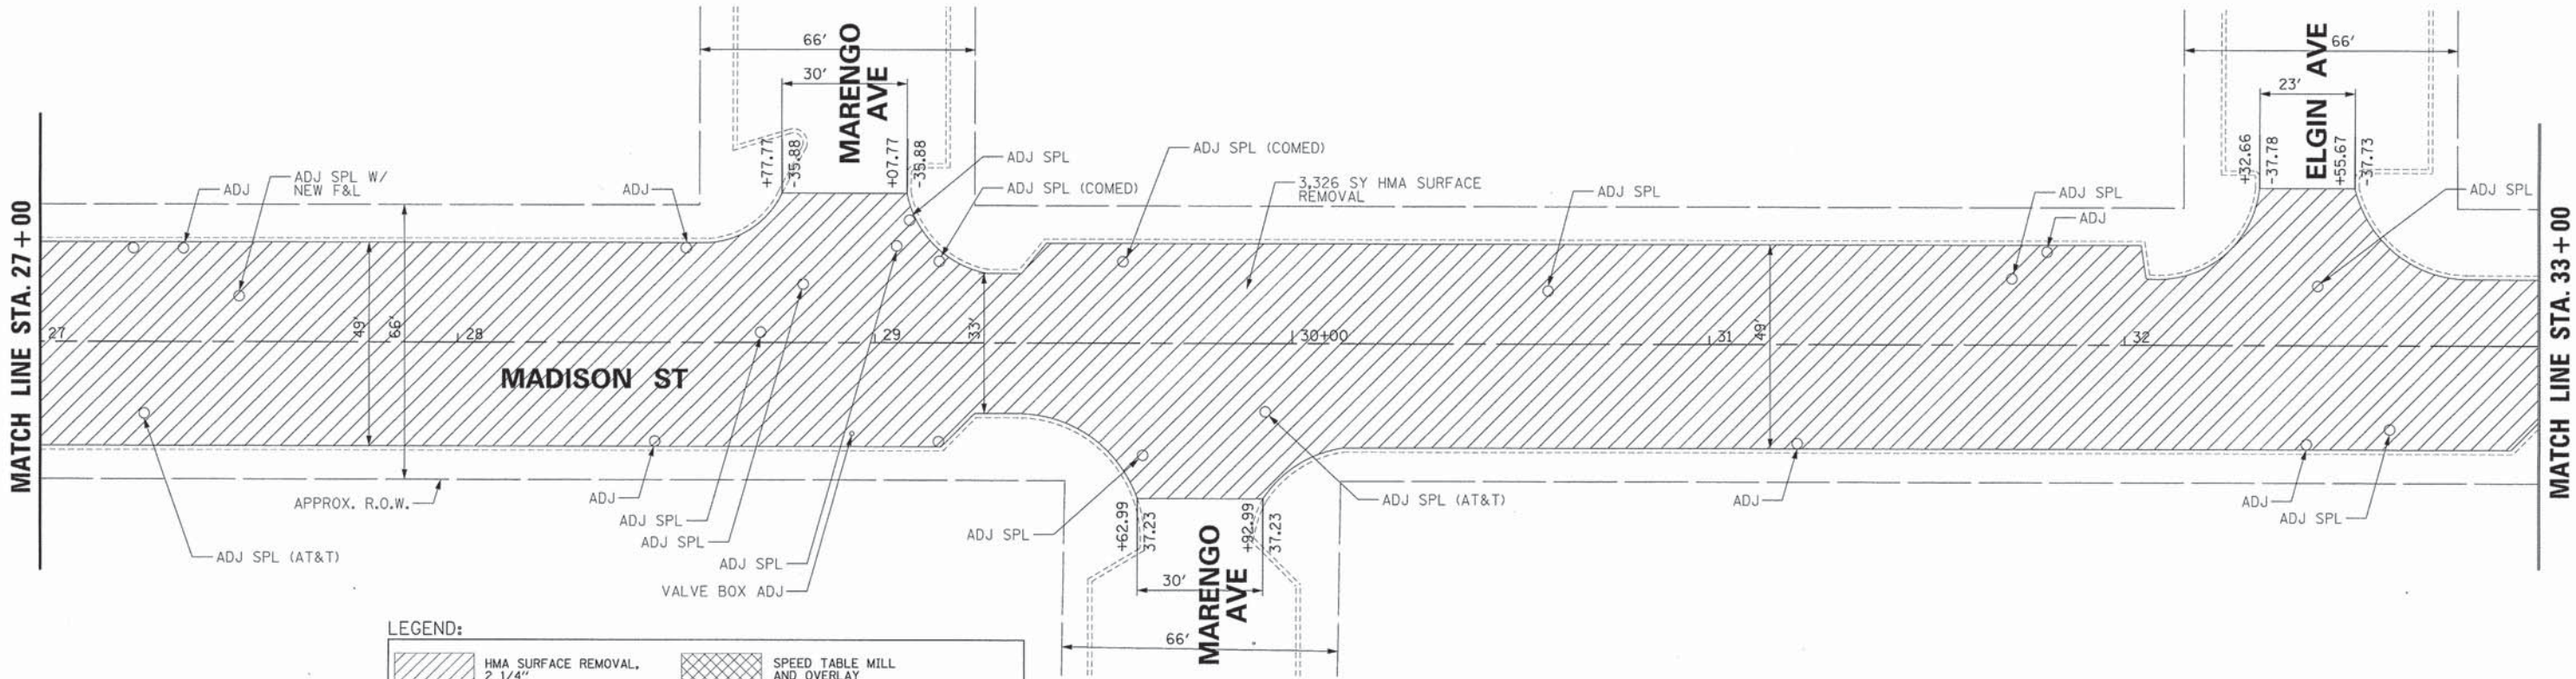 MATCH LINE STA. 27+00
ADJ
ADJ SPL W/
NEW F&L
ADJ
66'
30'
MARENGO
AVE
+77.77
-35.88
+07.77
-35.88
ADJ SPL
ADJ SPL (COMED)
ADJ SPL (COMED)
3,326 SY HMA SURFACE
REMOVAL
ADJ SPL
ADJ SPL
ADJ
66'
23'
ELGIN AVE
+32.66
-37.78
+55.67
-37.73
ADJ SPL
MATCH LINE STA. 33+00
27
28
29
30+00
31
32
49'
66'
33'
49'
MADISON ST
APPROX. R.O.W.
ADJ SPL (AT&T)
ADJ
ADJ SPL
ADJ SPL
ADJ SPL
VALVE BOX ADJ
ADJ SPL
+62.99
37.23
+92.99
37.23
30'
MARENGO
AVE
66'
ADJ SPL (AT&T)
ADJ
ADJ
ADJ SPL
LEGEND:
HMA SURFACE REMOVAL,
2 1/4"
SPEED TABLE MILL
AND OVERLAY